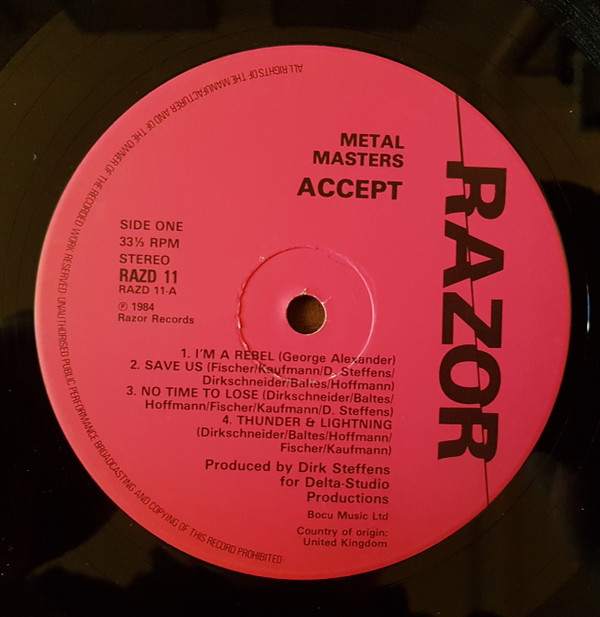 METAL
MASTERS
ACCEPT
RAZOR
SIDE ONE
33⅓ RPM
STEREO
RAZD 11
RAZD 11-A
℗ 1984
Razor Records
1. I'M A REBEL (George Alexander)
2. SAVE US (Fischer/Kaufmann/D. Steffens/
Dirkschneider/Baltes/Hoffmann)
3. NO TIME TO LOSE (Dirkschneider/Baltes/
Hoffmann/Fischer/Kaufmann/D. Steffens)
4. THUNDER & LIGHTNING
(Dirkschneider/Baltes/Hoffmann/
Fischer/Kaufmann)
Produced by Dirk Steffens
for Delta-Studio
Productions
Bocu Music Ltd
Country of origin:
United Kingdom
ALL RIGHTS OF THE MANUFACTURER AND OF THE OWNER OF THE RECORDED WORK RESERVED. UNAUTHORISED PUBLIC PERFORMANCE BROADCASTING AND COPYING OF THIS RECORD PROHIBITED